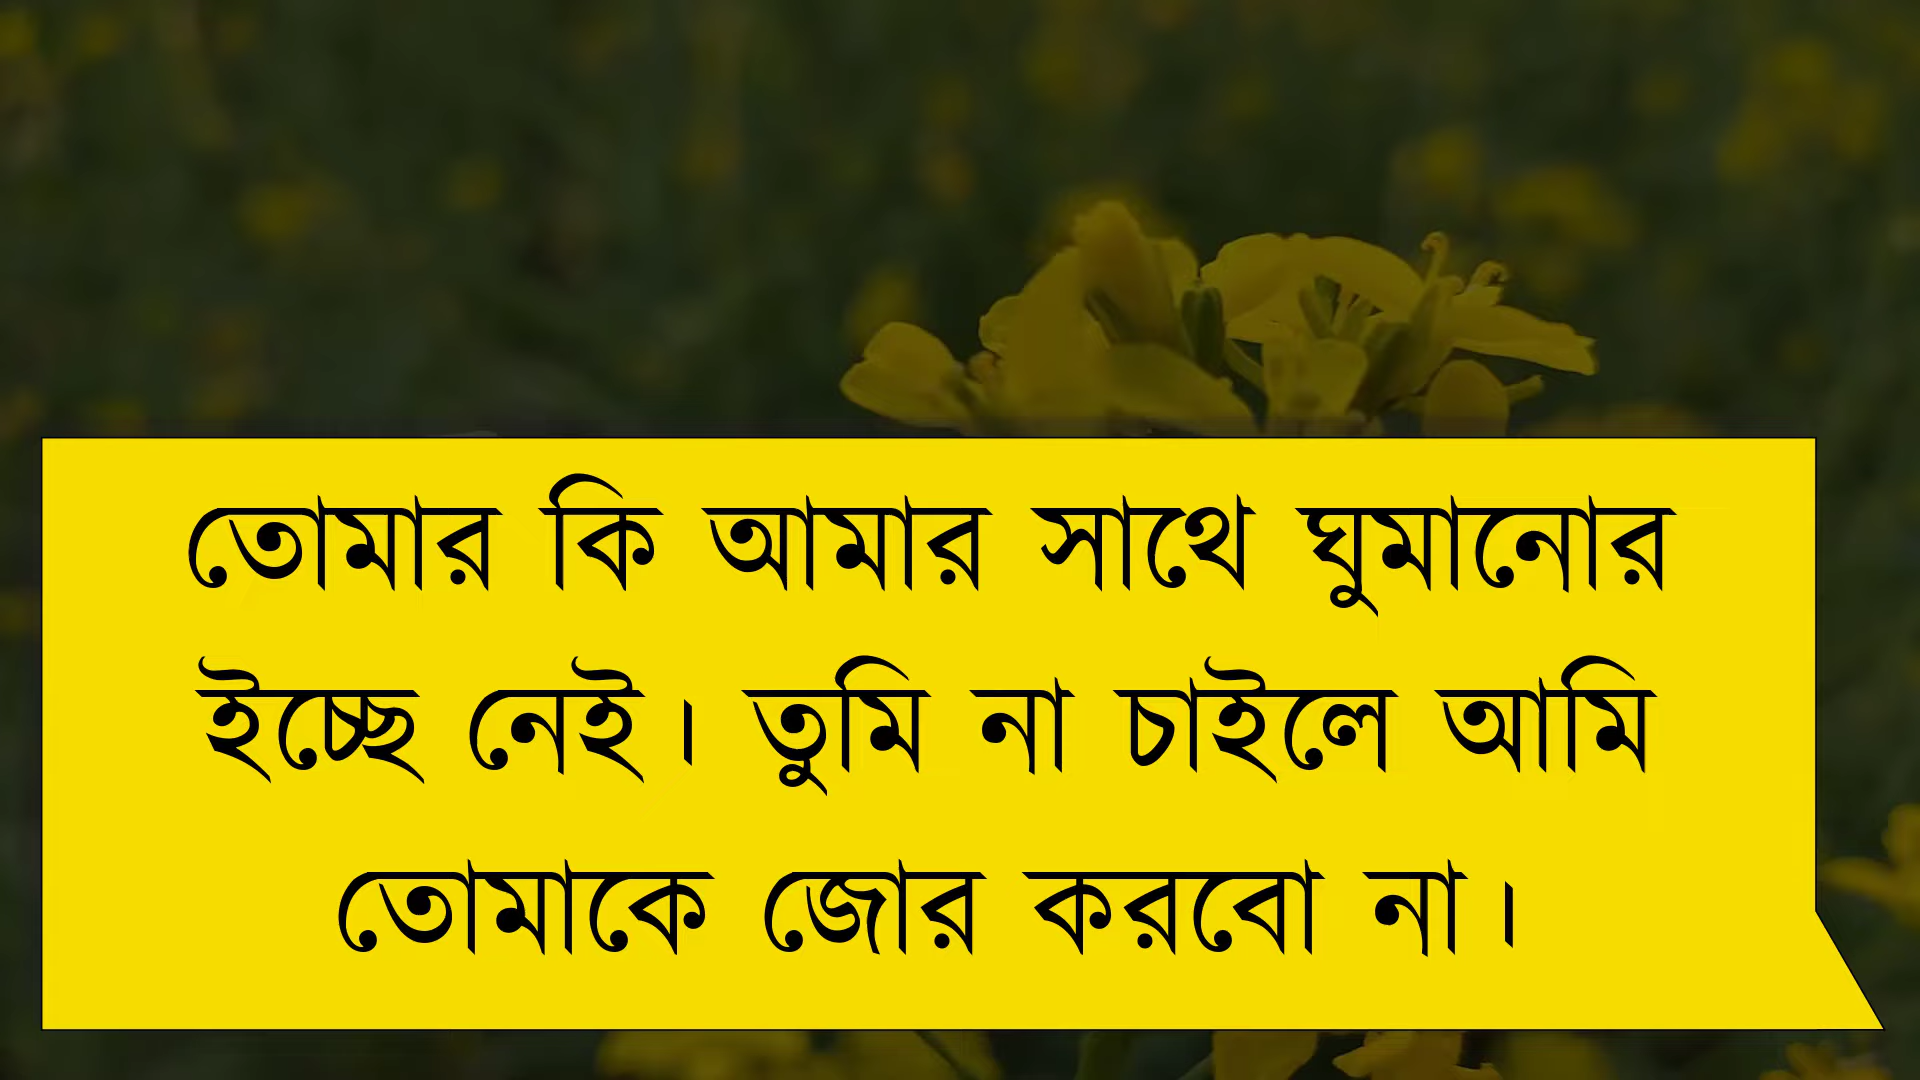 তোমার কি আমার সাথে ঘুমানোর
ইচ্ছে নেই। তুমি না চাইলে আমি
তোমাকে জোর করবো না।